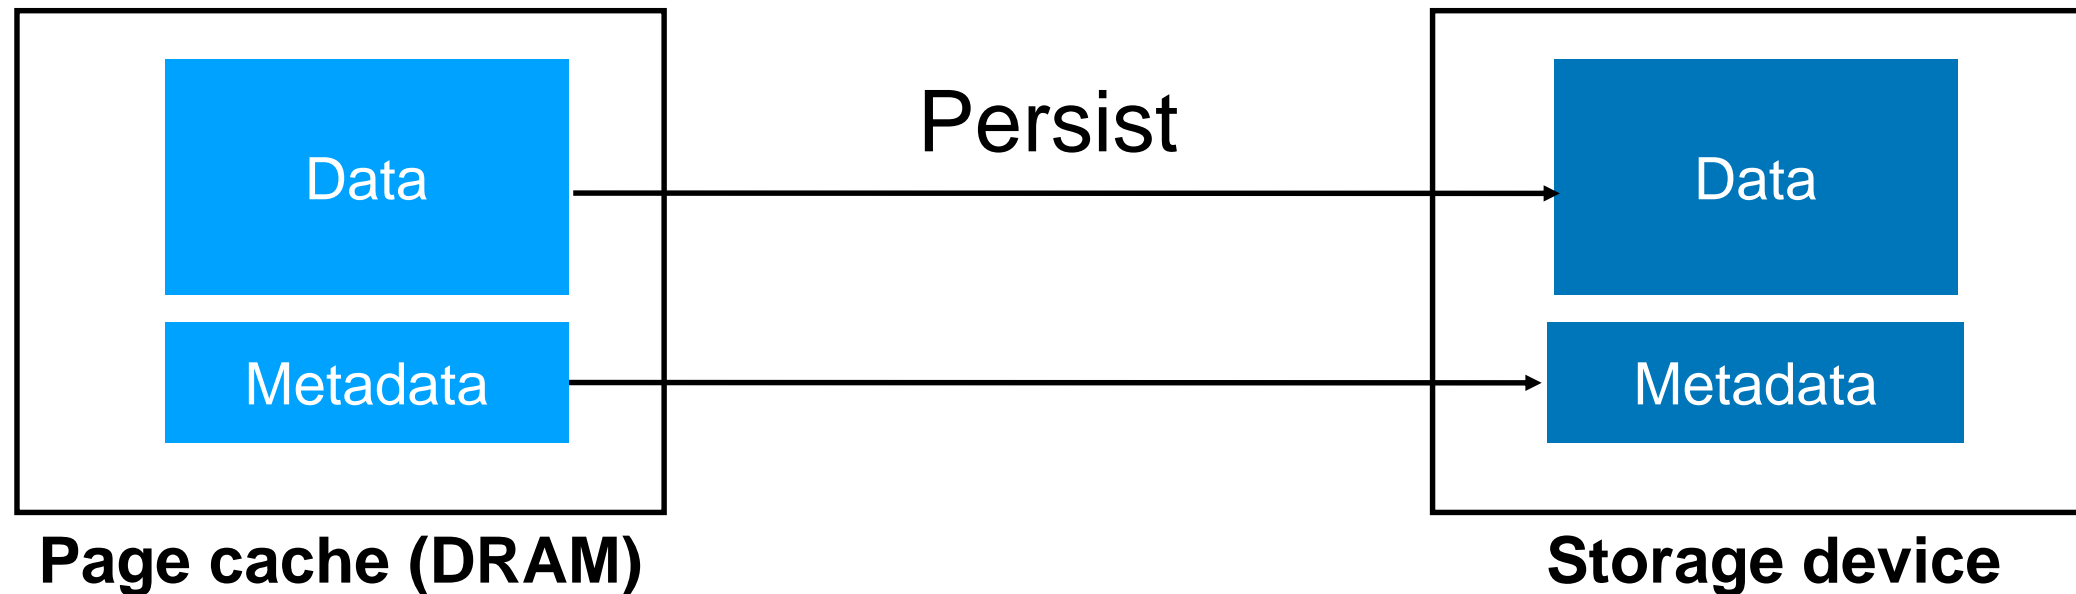 Persist
Data
Data
Metadata
Metadata
Page cache (DRAM)
Storage device